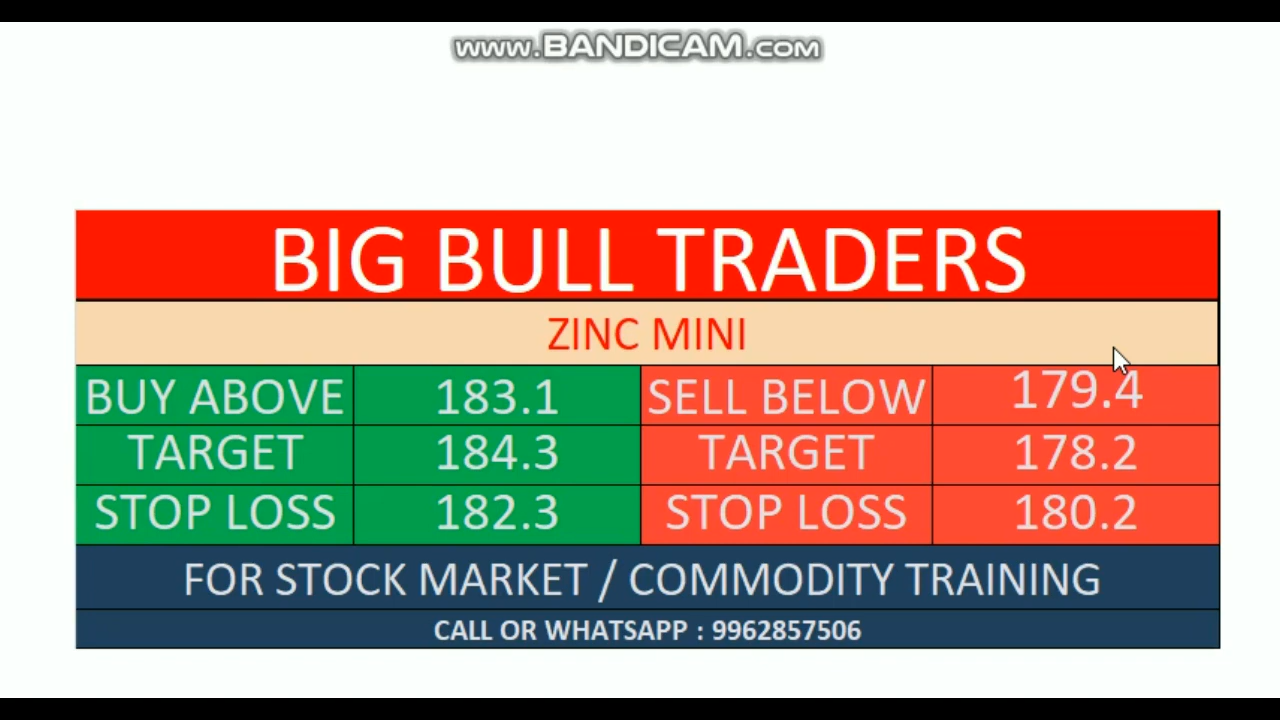 www.BANDICAM.com
BIG BULL TRADERS
ZINC MINI
BUY ABOVE 183.1 SELL BELOW 179.4
TARGET 184.3 TARGET 178.2
STOP LOSS 182.3 STOP LOSS 180.2
FOR STOCK MARKET / COMMODITY TRAINING
CALL OR WHATSAPP : 9962857506